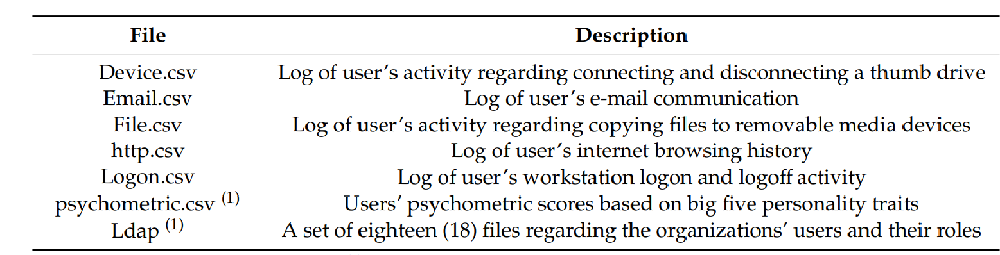 File Description
Device.csv Log of user’s activity regarding connecting and disconnecting a thumb drive
Email.csv Log of user’s e-mail communication
File.csv Log of user’s activity regarding copying files to removable media devices
http.csv Log of user’s internet browsing history
Logon.csv Log of user’s workstation logon and logoff activity
psychometric.csv (1) Users’ psychometric scores based on big five personality traits
Ldap (1) A set of eighteen (18) files regarding the organizations’ users and their roles